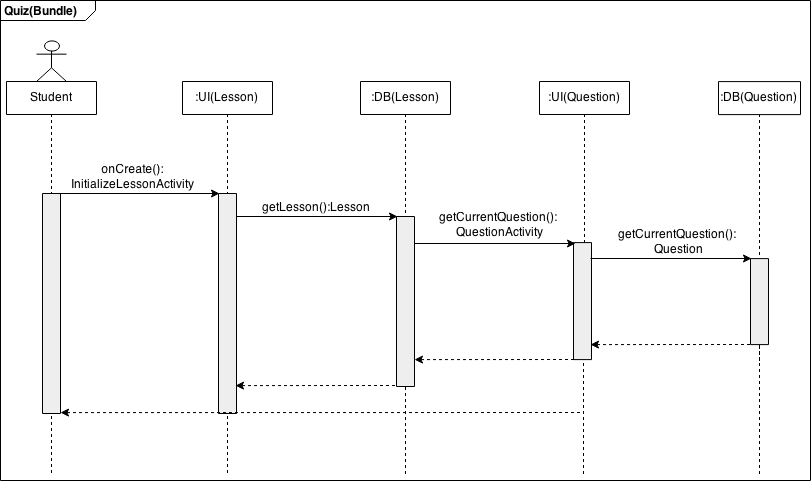 Quiz(Bundle)
Student
:UI(Lesson)
:DB(Lesson)
:UI(Question)
:DB(Question)
onCreate():
InitializeLessonActivity
getLesson():Lesson
getCurrentQuestion():
QuestionActivity
getCurrentQuestion():
Question